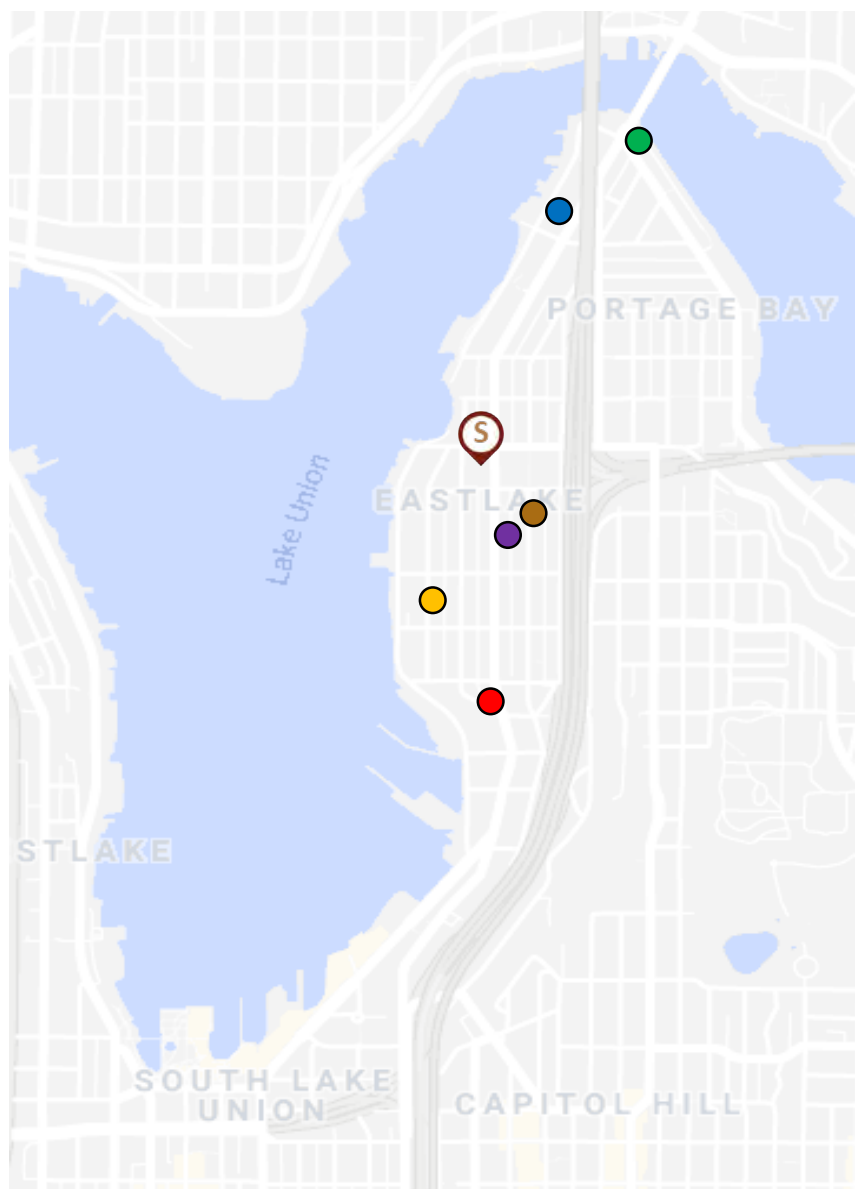 PORTAGE BAY
S
EASTLAKE
Lake Union
STLAKE
SOUTH LAKE
UNION
CAPITOL HILL